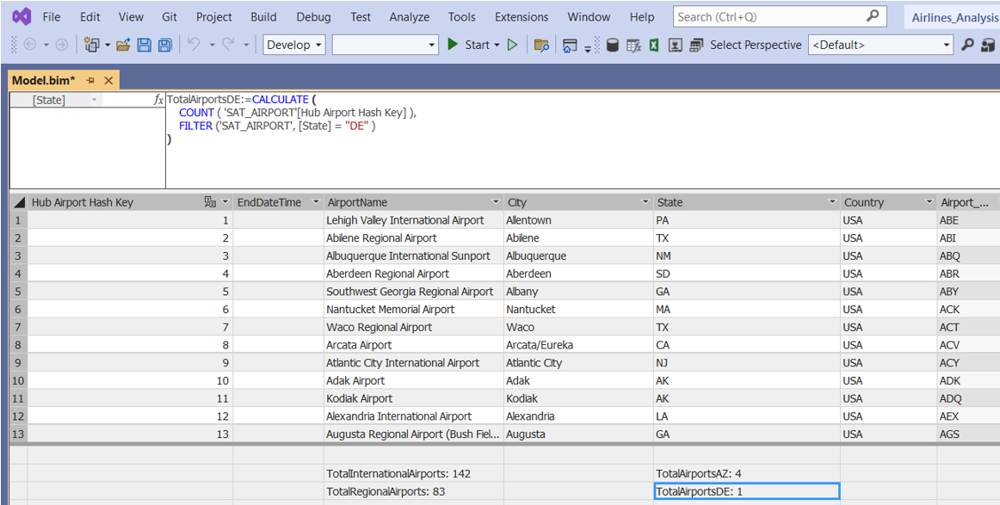 File Edit View Git Project Build Debug Test Analyze Tools Extensions Window Help Search (Ctrl+Q) Airlines_Analysis
Develop Start Select Perspective <Default>
Model.bim*
[State] fx TotalAirportsDE:=CALCULATE (
COUNT ( 'SAT_AIRPORT'[Hub Airport Hash Key] ),
FILTER ('SAT_AIRPORT', [State] = "DE" )
)
Hub Airport Hash Key EndDateTime AirportName City State Country Airport_...
1 1 Lehigh Valley International Airport Allentown PA USA ABE
2 2 Abilene Regional Airport Abilene TX USA ABI
3 3 Albuquerque International Sunport Albuquerque NM USA ABQ
4 4 Aberdeen Regional Airport Aberdeen SD USA ABR
5 5 Southwest Georgia Regional Airport Albany GA USA ABY
6 6 Nantucket Memorial Airport Nantucket MA USA ACK
7 7 Waco Regional Airport Waco TX USA ACT
8 8 Arcata Airport Arcata/Eureka CA USA ACV
9 9 Atlantic City International Airport Atlantic City NJ USA ACY
10 10 Adak Airport Adak AK USA ADK
11 11 Kodiak Airport Kodiak AK USA ADQ
12 12 Alexandria International Airport Alexandria LA USA AEX
13 13 Augusta Regional Airport (Bush Fiel... Augusta GA USA AGS
TotalInternationalAirports: 142 TotalAirportsAZ: 4
TotalRegionalAirports: 83 TotalAirportsDE: 1